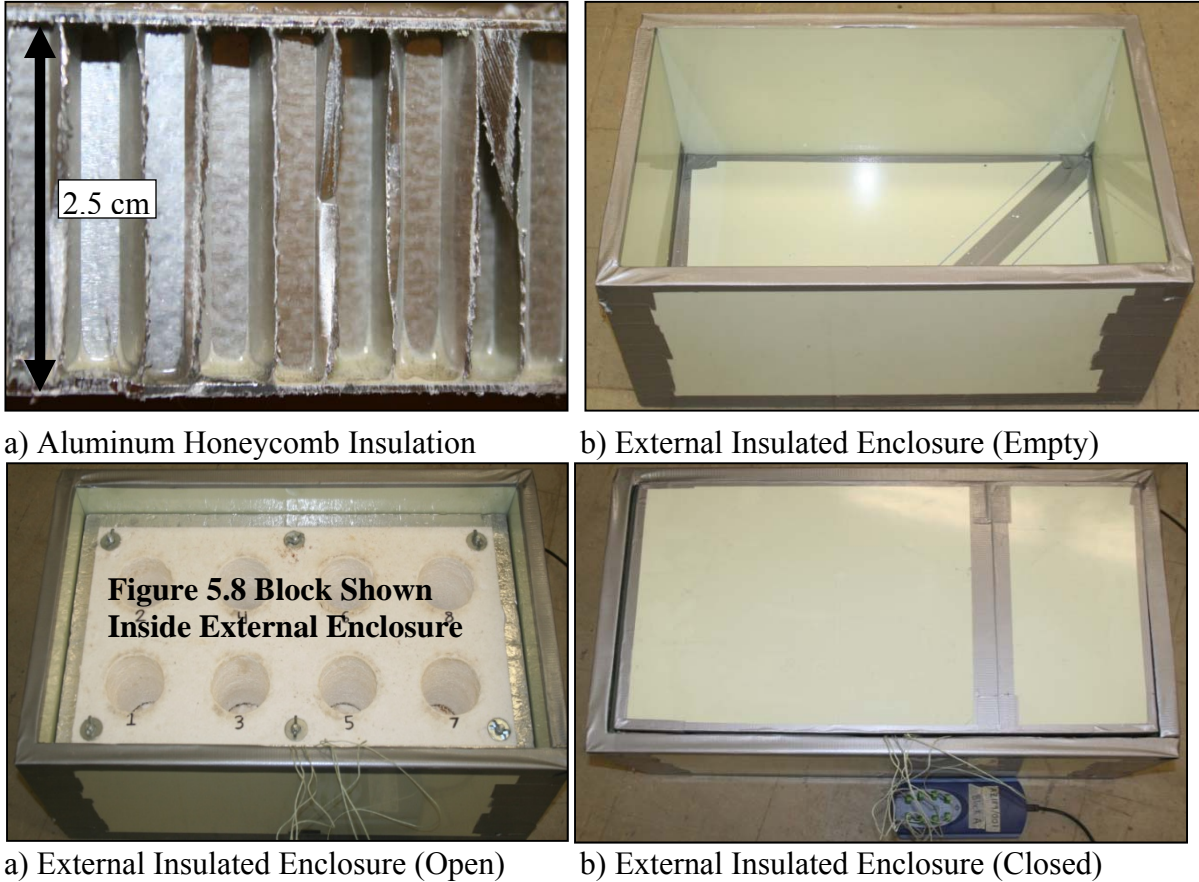 2.5 cm
a) Aluminum Honeycomb Insulation
b) External Insulated Enclosure (Empty)
Figure 5.8 Block Shown
Inside External Enclosure
2 4 6 8
1 3 5 7
a) External Insulated Enclosure (Open)
b) External Insulated Enclosure (Closed)